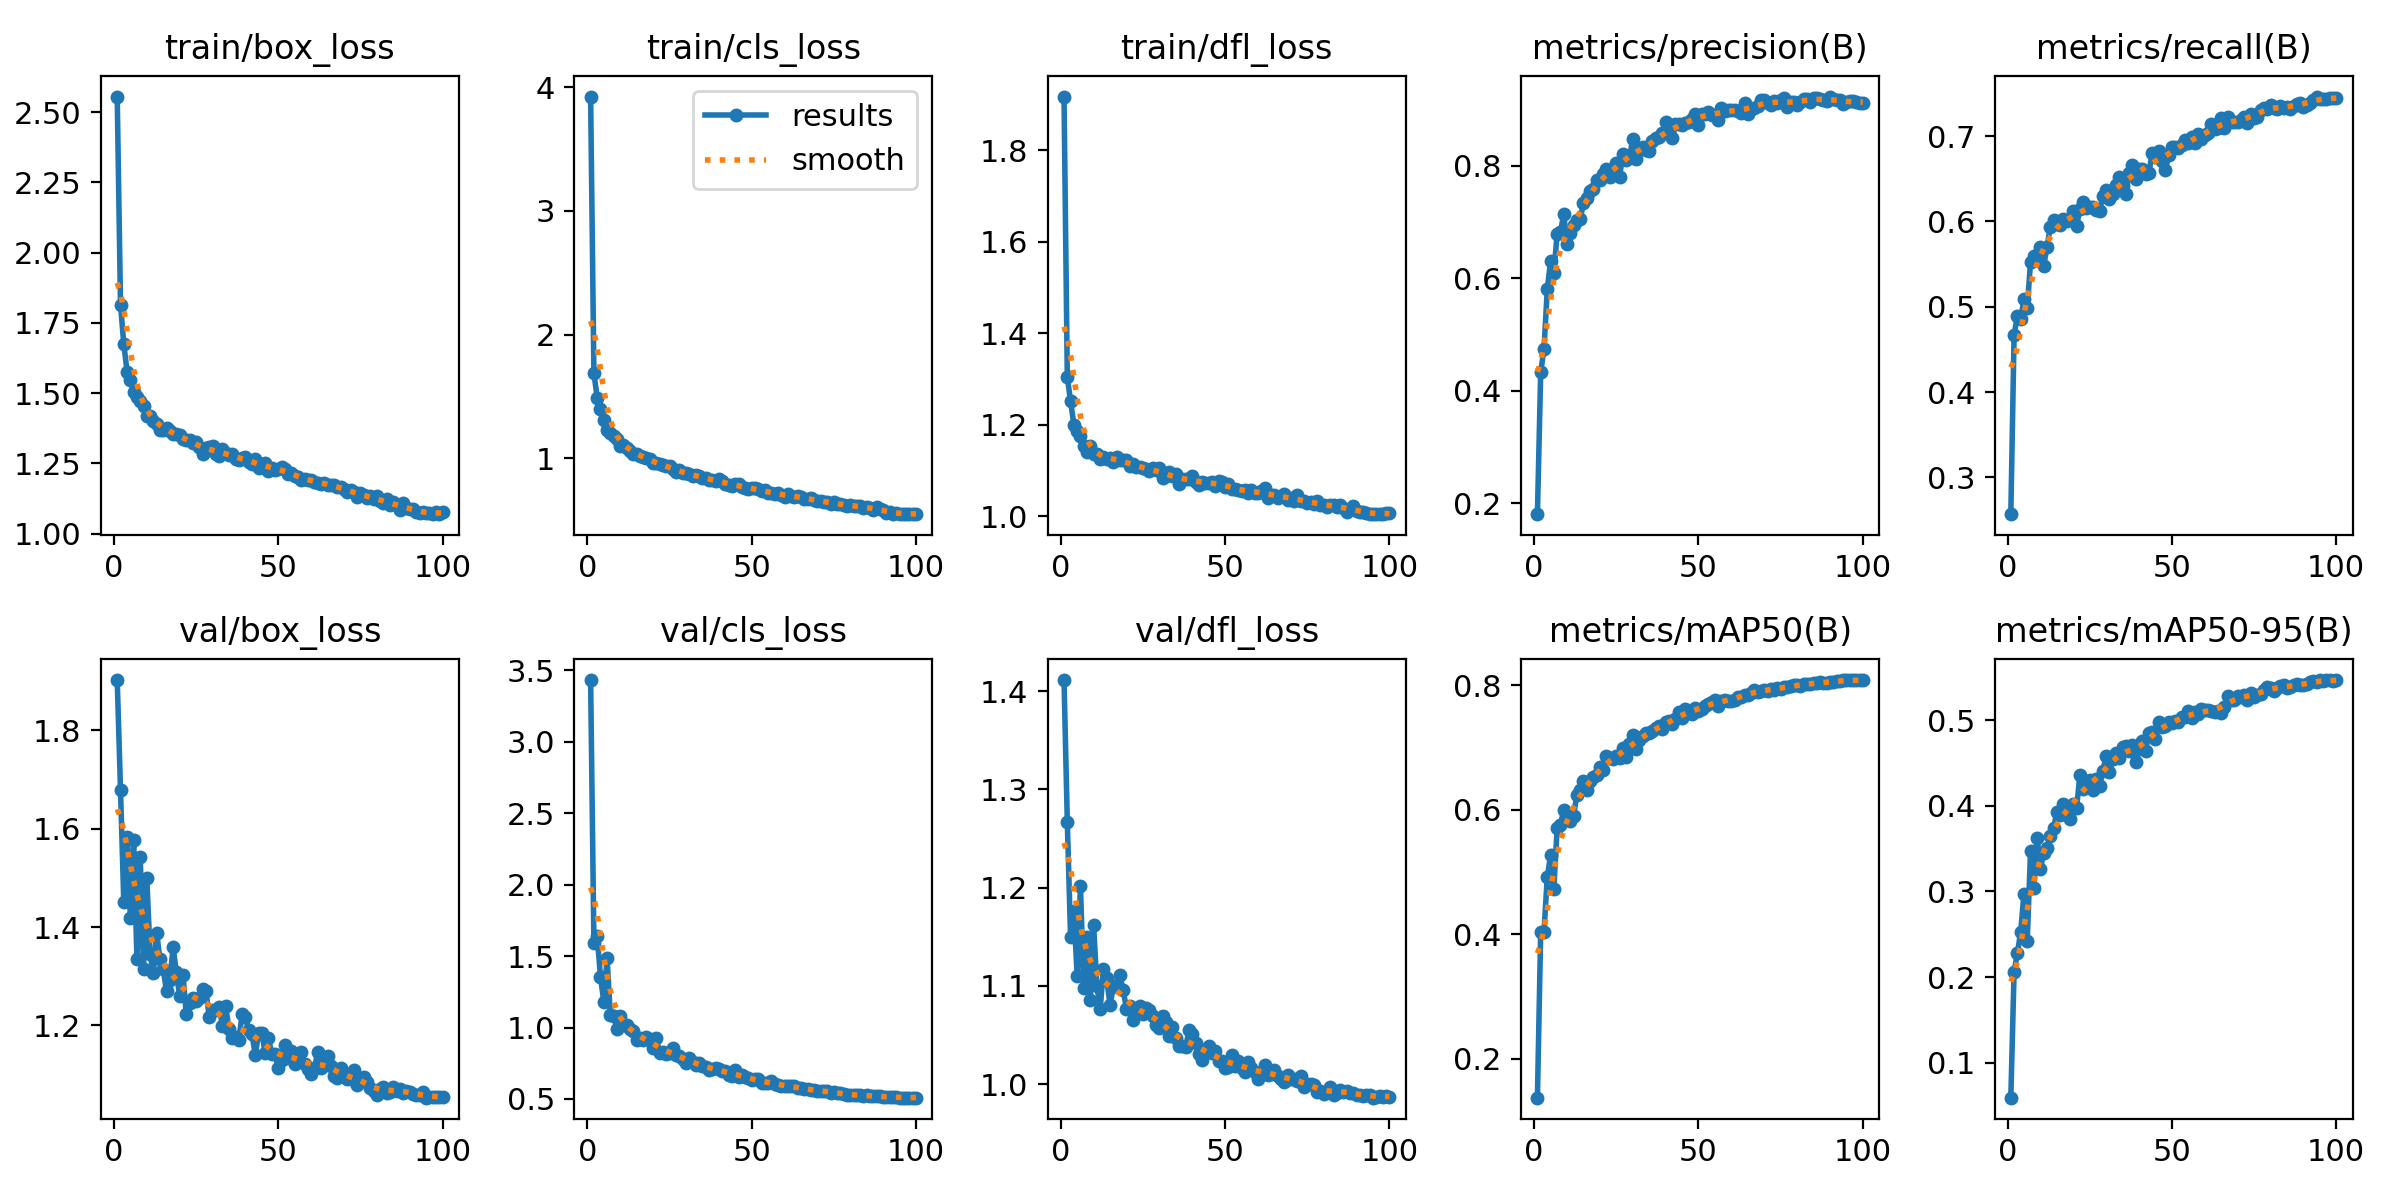 train/box_loss
2.50
2.25
2.00
1.75
1.50
1.25
1.00
0 50 100
train/cls_loss
results
smooth
4
3
2
1
0 50 100
train/dfl_loss
1.8
1.6
1.4
1.2
1.0
0 50 100
metrics/precision(B)
0.8
0.6
0.4
0.2
0 50 100
metrics/recall(B)
0.7
0.6
0.5
0.4
0.3
0 50 100
val/box_loss
1.8
1.6
1.4
1.2
0 50 100
val/cls_loss
3.5
3.0
2.5
2.0
1.5
1.0
0.5
0 50 100
val/dfl_loss
1.4
1.3
1.2
1.1
1.0
0 50 100
metrics/mAP50(B)
0.8
0.6
0.4
0.2
0 50 100
metrics/mAP50-95(B)
0.5
0.4
0.3
0.2
0.1
0 50 100